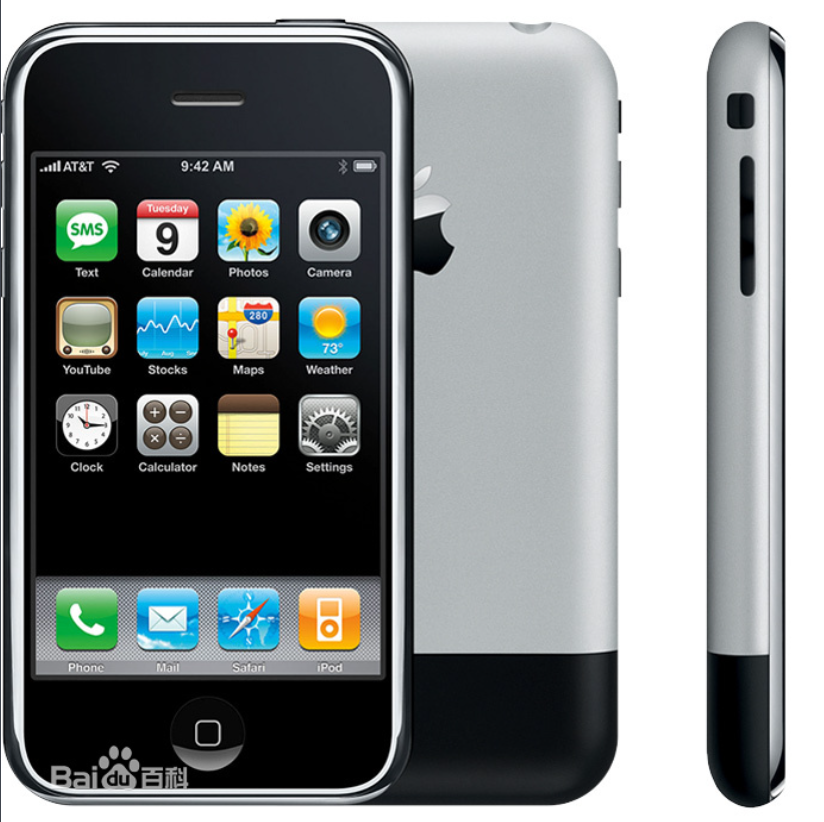 AT&T 9:42 AM
SMS Tuesday 9 280
Text Calendar Photos Camera
73°
YouTube Stocks Maps Weather
Clock Calculator Notes Settings
Phone Mail Safari iPod
Baidu百科